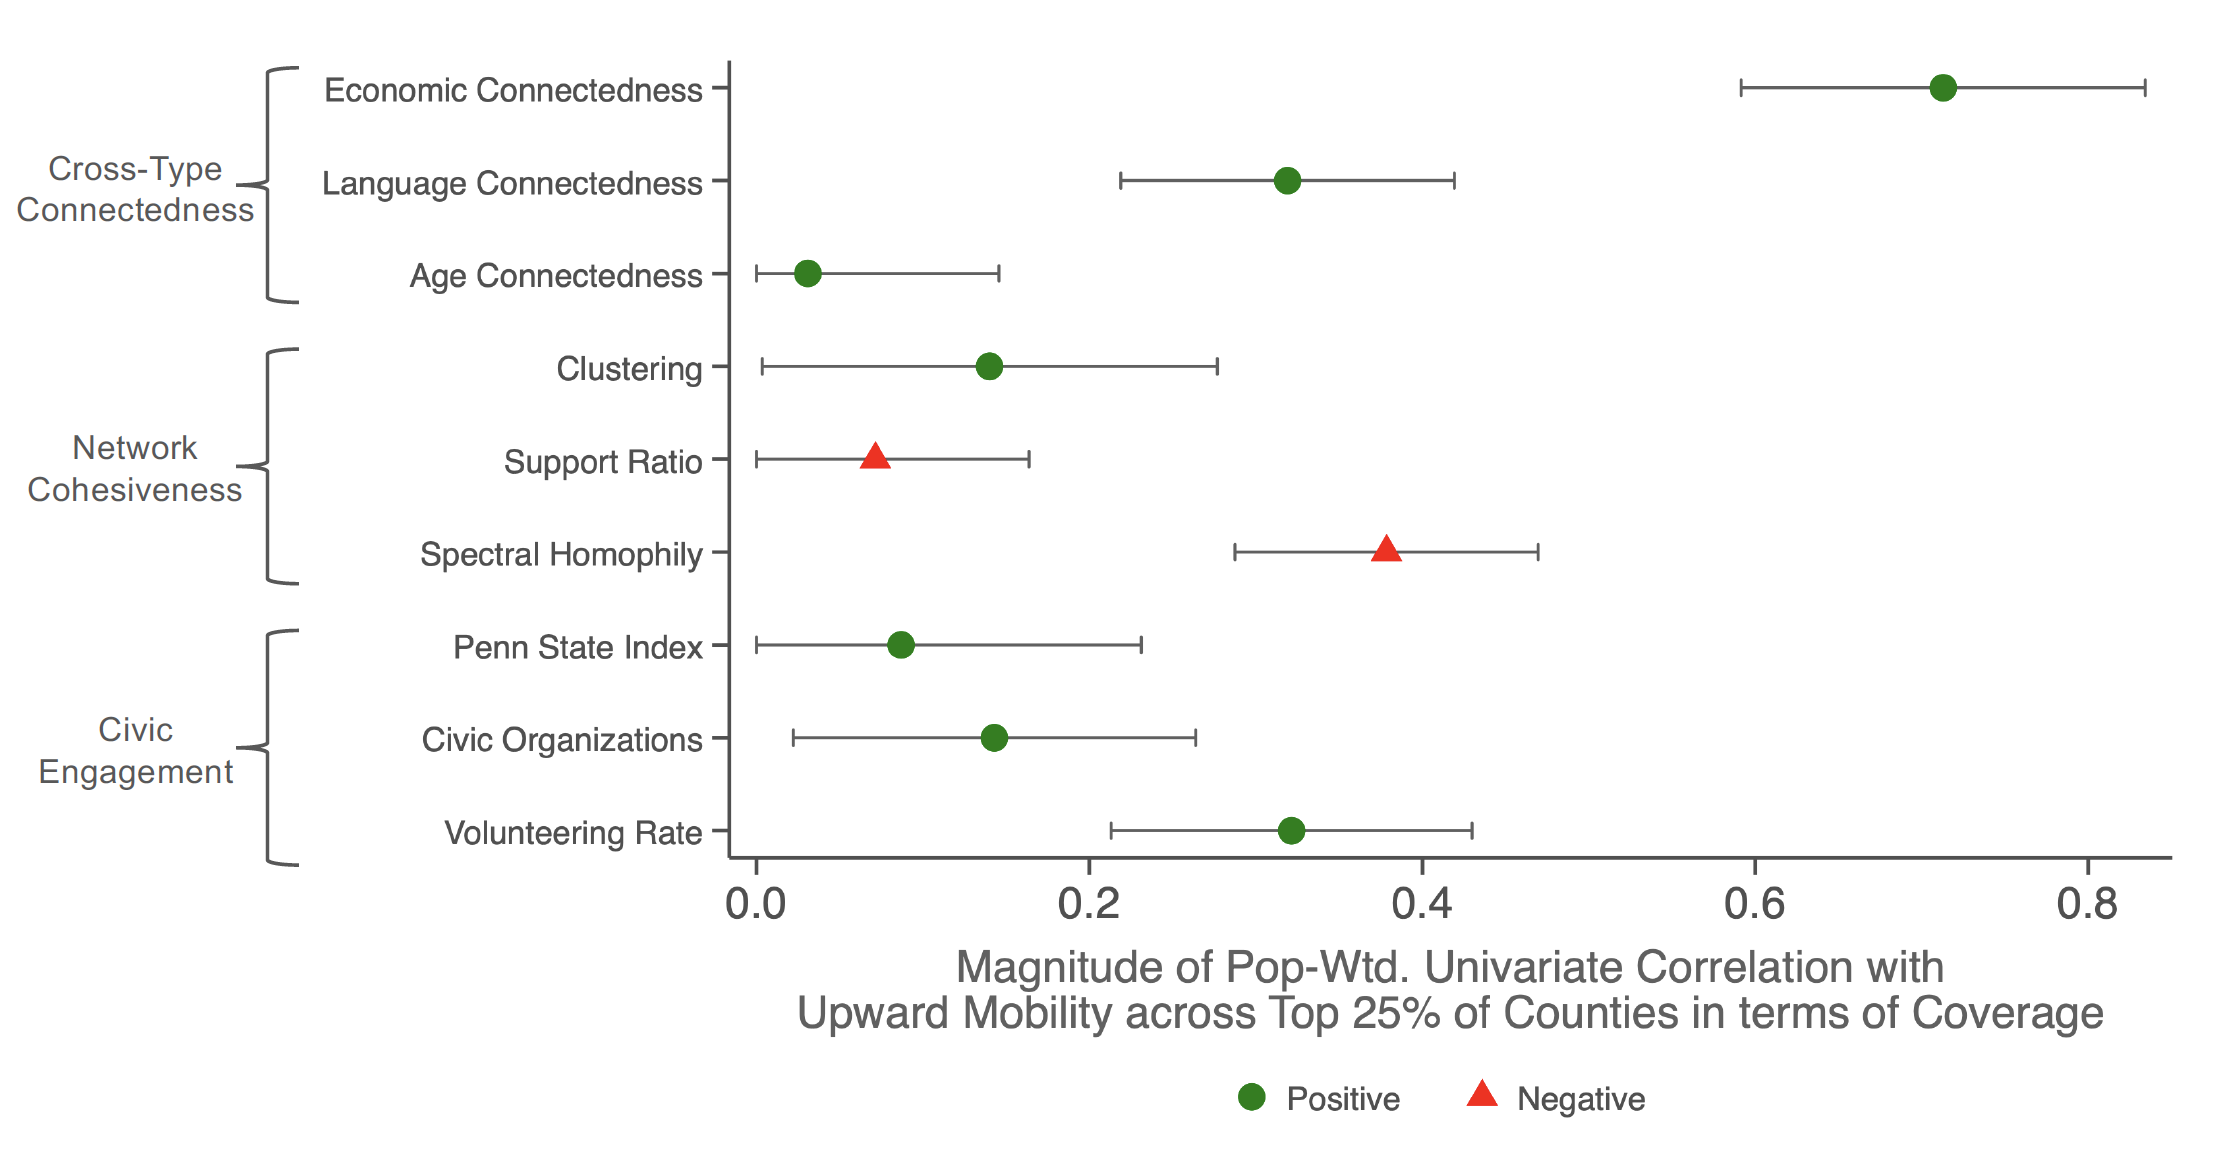 Cross-Type
Connectedness
Economic Connectedness
Language Connectedness
Age Connectedness
Network
Cohesiveness
Clustering
Support Ratio
Spectral Homophily
Civic
Engagement
Penn State Index
Civic Organizations
Volunteering Rate
0.0 0.2 0.4 0.6 0.8
Magnitude of Pop-Wtd. Univariate Correlation with
Upward Mobility across Top 25% of Counties in terms of Coverage
Positive Negative